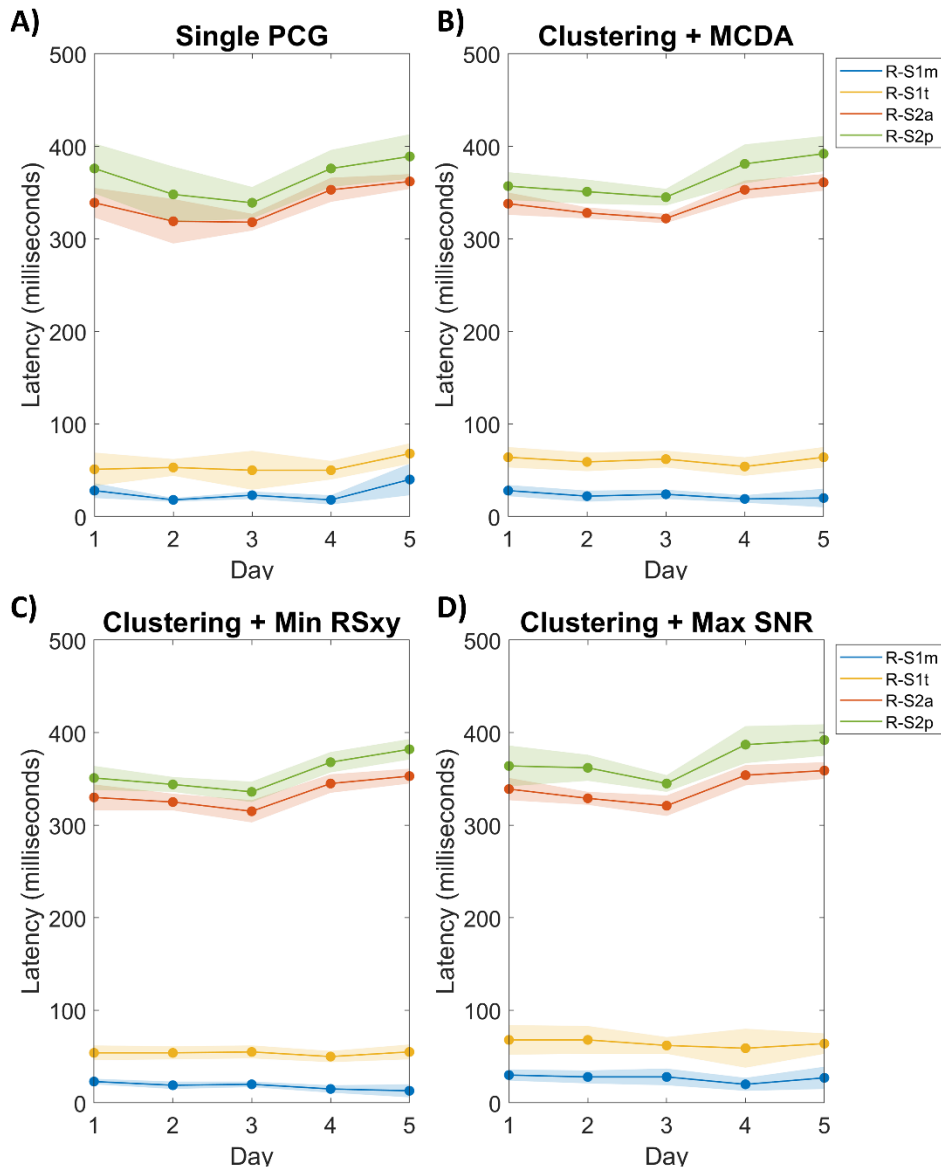 A)
Single PCG
500
400
300
200
100
0
Latency (milliseconds)
1 2 3 4 5
Day
B)
Clustering + MCDA
500
400
300
200
100
0
Latency (milliseconds)
1 2 3 4 5
Day
R-S1m
R-S1t
R-S2a
R-S2p
C)
Clustering + Min RSxy
500
400
300
200
100
0
Latency (milliseconds)
1 2 3 4 5
Day
D)
Clustering + Max SNR
500
400
300
200
100
0
Latency (milliseconds)
1 2 3 4 5
Day
R-S1m
R-S1t
R-S2a
R-S2p